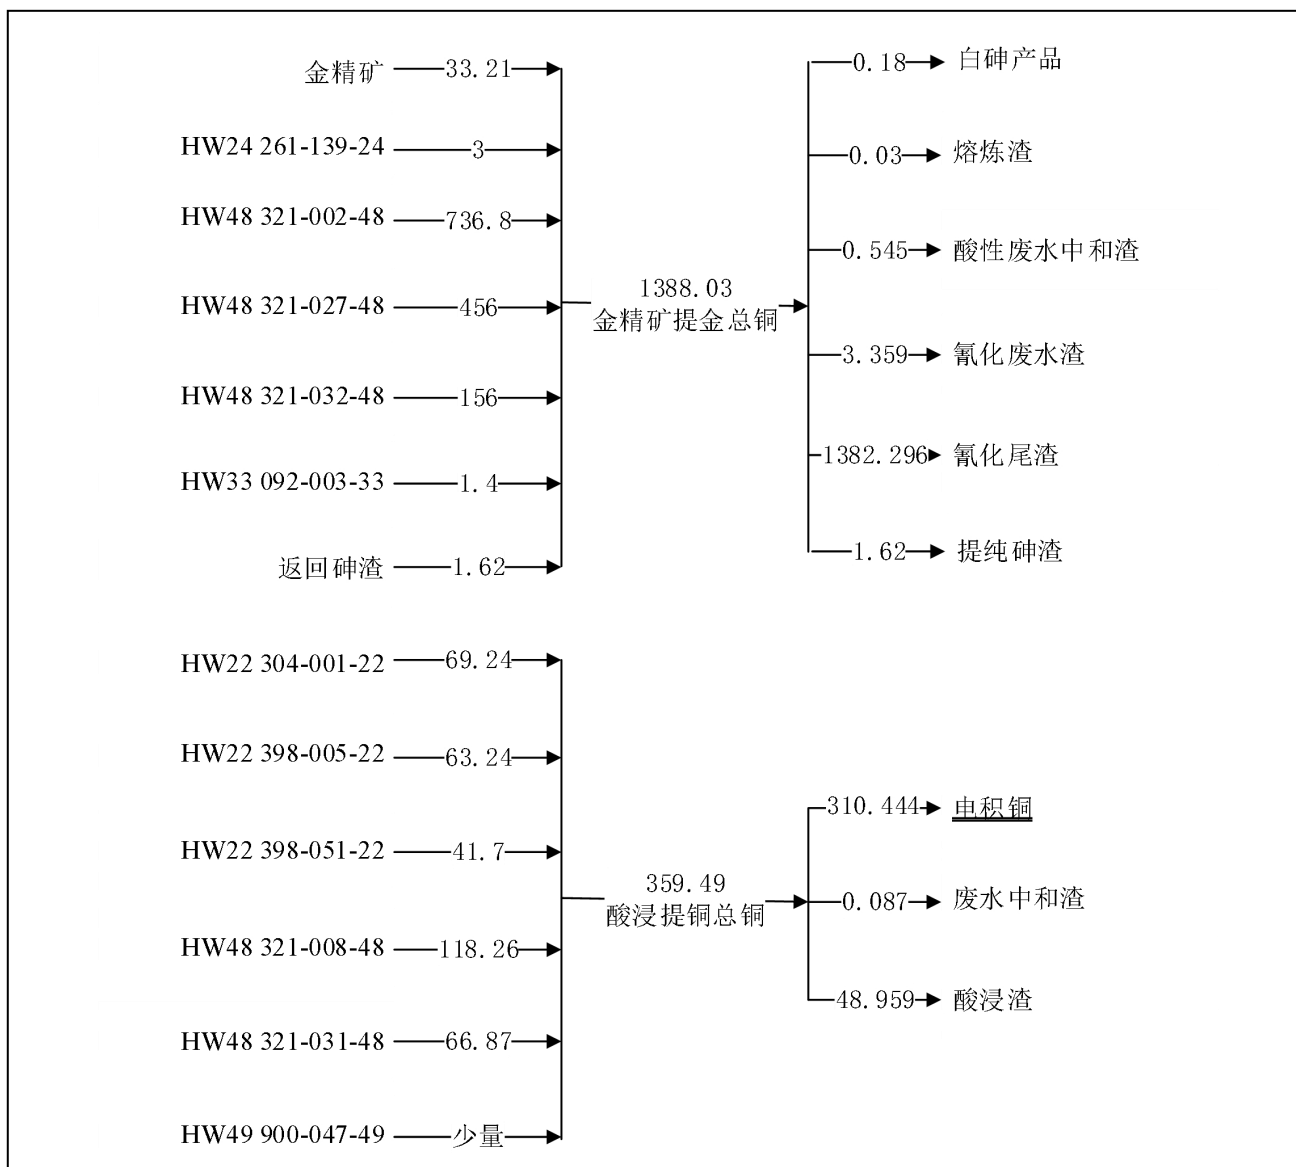 金精矿 33.21
HW24 261-139-24 3
HW48 321-002-48 736.8
HW48 321-027-48 456
HW48 321-032-48 156
HW33 092-003-33 1.4
返回砷渣 1.62
1388.03
金精矿提金总铜
0.18 白砷产品
0.03 熔炼渣
0.545 酸性废水中和渣
3.359 氰化废水渣
1382.296 氰化尾渣
1.62 提纯砷渣
HW22 304-001-22 69.24
HW22 398-005-22 63.24
HW22 398-051-22 41.7
HW48 321-008-48 118.26
HW48 321-031-48 66.87
HW49 900-047-49 少量
359.49
酸浸提铜总铜
310.444 电积铜
0.087 废水中和渣
48.959 酸浸渣